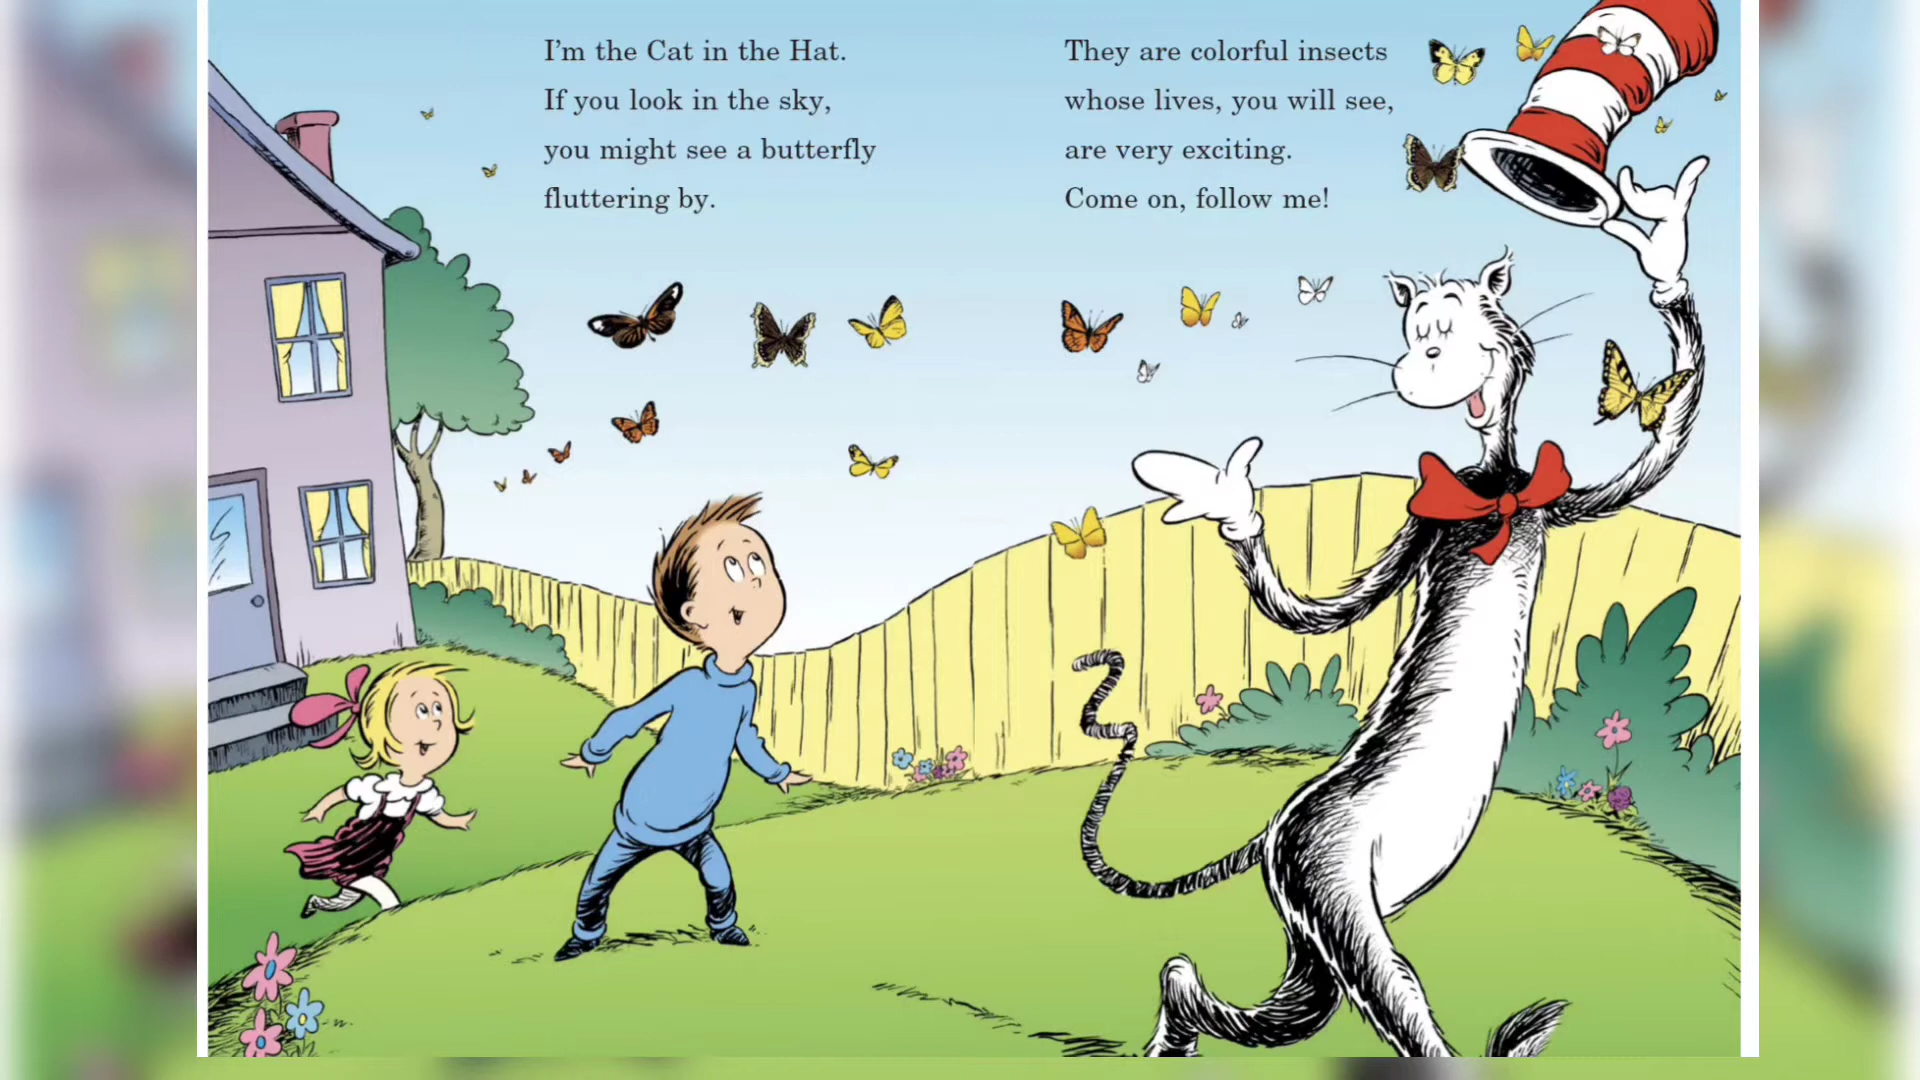 I'm the Cat in the Hat.
If you look in the sky,
you might see a butterfly
fluttering by.
They are colorful insects
whose lives, you will see,
are very exciting.
Come on, follow me!